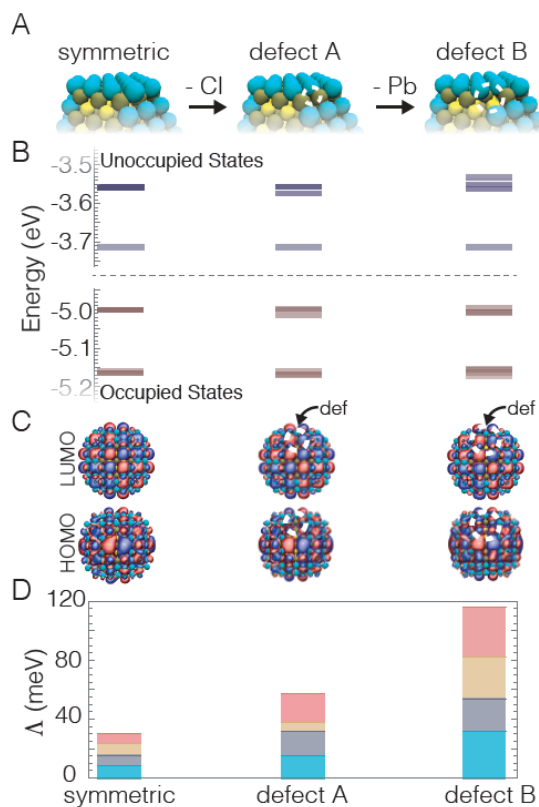 A
symmetric
defect A
defect B
- Cl
- Pb
B
Unoccupied States
-3.5
-3.6
-3.7
Energy (eV)
-5.0
-5.1
-5.2
Occupied States
C
def
def
LUMO
HOMO
D
120
80
40
0
Λ (meV)
symmetric
defect A
defect B